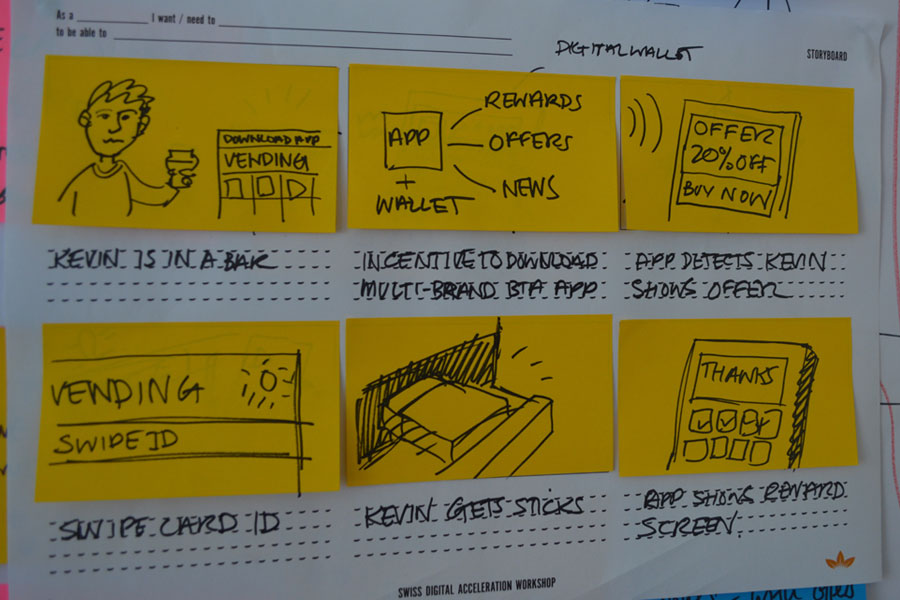 As a I want / need to
to be able to
DIGITAL WALLET
STORYBOARD
DOWNLOAD APP
VENDING
APP
+
WALLET
REWARDS
OFFERS
NEWS
OFFER
20% OFF
BUY NOW
KEVIN IS IN A BAR
INCENTIVE TO DOWNLOAD
MULTI-BRAND BTA APP
APP DETECTS KEVIN
SHOWS OFFER
VENDING
SWIPE ID
THANKS
SWIPE CARD ID
KEVIN GETS STICKS
APP SHOWS REWARD
SCREEN.
SWISS DIGITAL ACCELERATION WORKSHOP